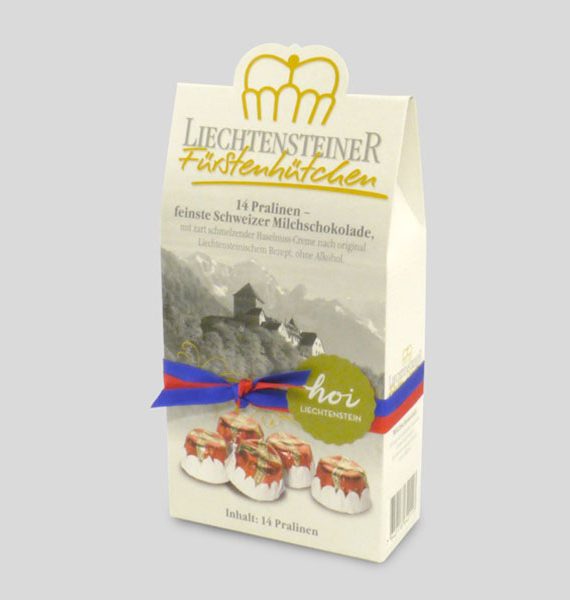 LIECHTENSTEINER
Fürstenhütchen
14 Pralinen –
feinste Schweizer Milchschokolade,
mit zart schmelzender Haselnuss-Creme nach original
Liechtensteinischem Rezept, ohne Alkohol.
hoi
LIECHTENSTEIN
Inhalt: 14 Pralinen